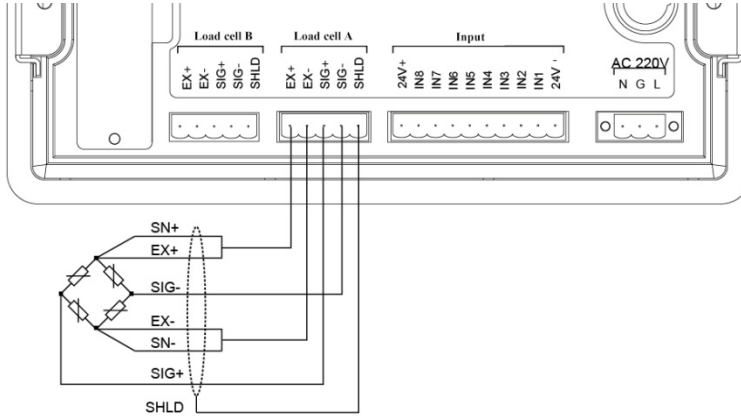 Load cell B Load cell A Input
EX+ EX- SIG+ SIG- SHLD EX+ EX- SIG+ SIG- SHLD 24V+ IN8 IN7 IN6 IN5 IN4 IN3 IN2 IN1 24V -
AC 220V
N G L
SN+
EX+
SIG-
EX-
SN-
SIG+
SHLD